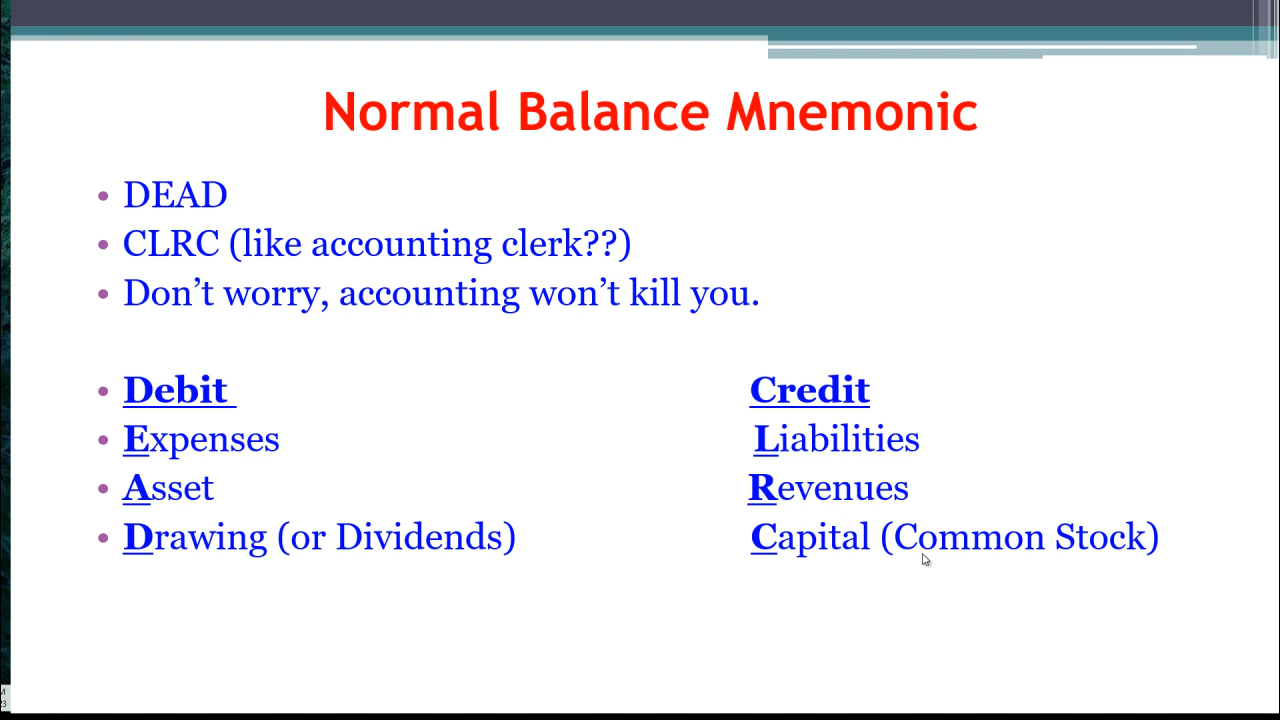 Normal Balance Mnemonic
• DEAD
• CLRC (like accounting clerk??)
• Don't worry, accounting won't kill you.
• Debit Credit
• Expenses Liabilities
• Asset Revenues
• Drawing (or Dividends) Capital (Common Stock)